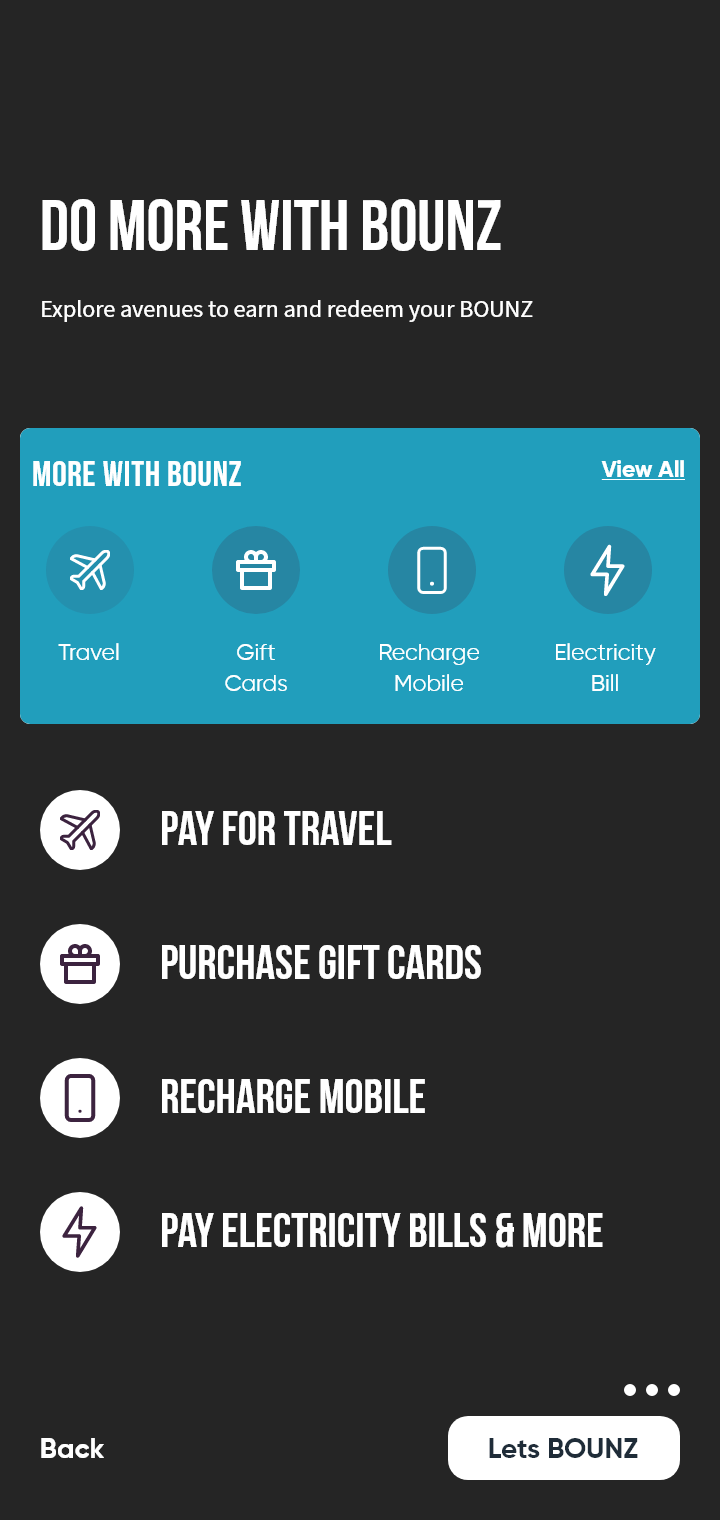 DO MORE WITH BOUNZ
Explore avenues to earn and redeem your BOUNZ
MORE WITH BOUNZ
View All
Travel
Gift
Cards
Recharge
Mobile
Electricity
Bill
PAY FOR TRAVEL
PURCHASE GIFT CARDS
RECHARGE MOBILE
PAY ELECTRICITY BILLS & MORE
Back
Lets BOUNZ